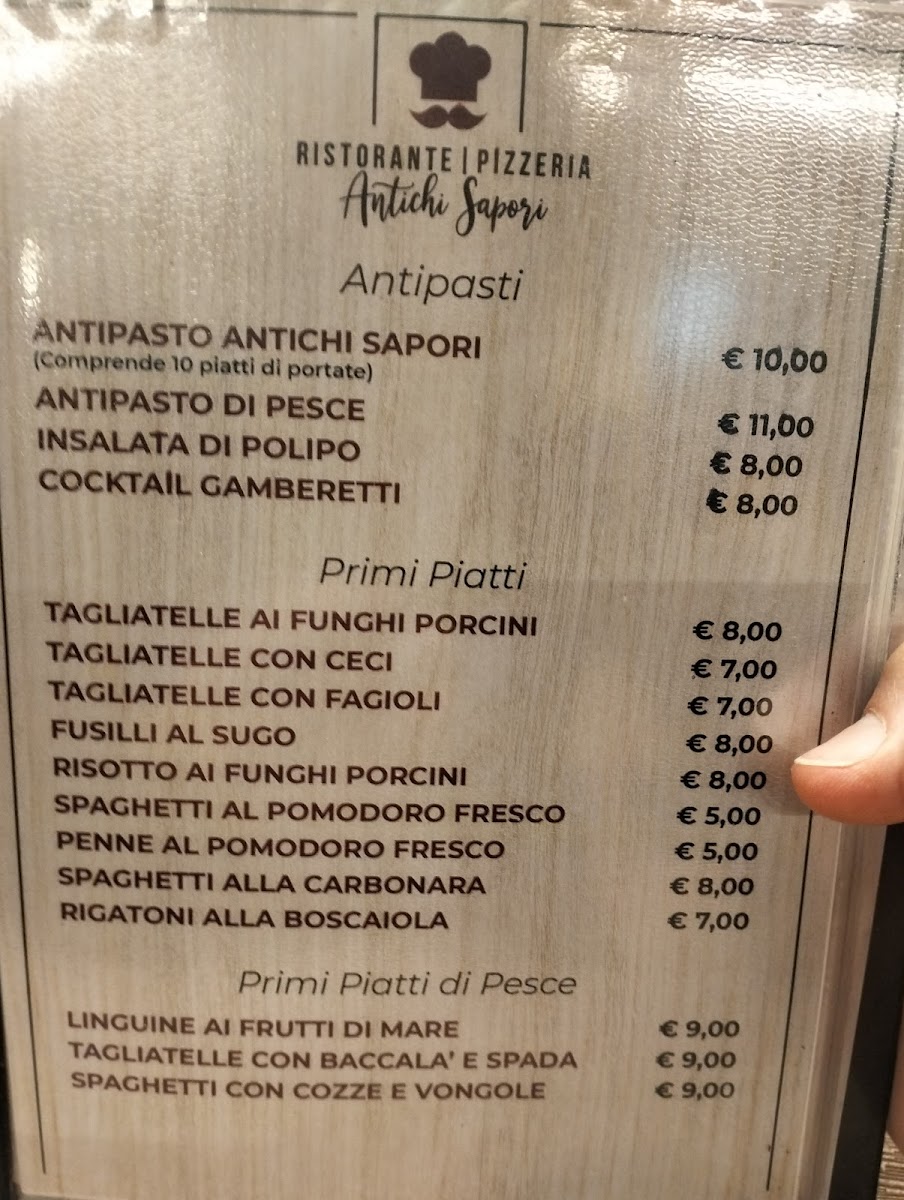 RISTORANTE | PIZZERIA
Antichi Sapori
Antipasti
ANTIPASTO ANTICHI SAPORI € 10,00
(Comprende 10 piatti di portate)
ANTIPASTO DI PESCE € 11,00
INSALATA DI POLIPO € 8,00
COCKTAIL GAMBERETTI € 8,00
Primi Piatti
TAGLIATELLE AI FUNGHI PORCINI € 8,00
TAGLIATELLE CON CECI € 7,00
TAGLIATELLE CON FAGIOLI € 7,00
FUSILLI AL SUGO € 8,00
RISOTTO AI FUNGHI PORCINI € 8,00
SPAGHETTI AL POMODORO FRESCO € 5,00
PENNE AL POMODORO FRESCO € 5,00
SPAGHETTI ALLA CARBONARA € 8,00
RIGATONI ALLA BOSCAIOLA € 7,00
Primi Piatti di Pesce
LINGUINE AI FRUTTI DI MARE € 9,00
TAGLIATELLE CON BACCALA' E SPADA € 9,00
SPAGHETTI CON COZZE E VONGOLE € 9,00